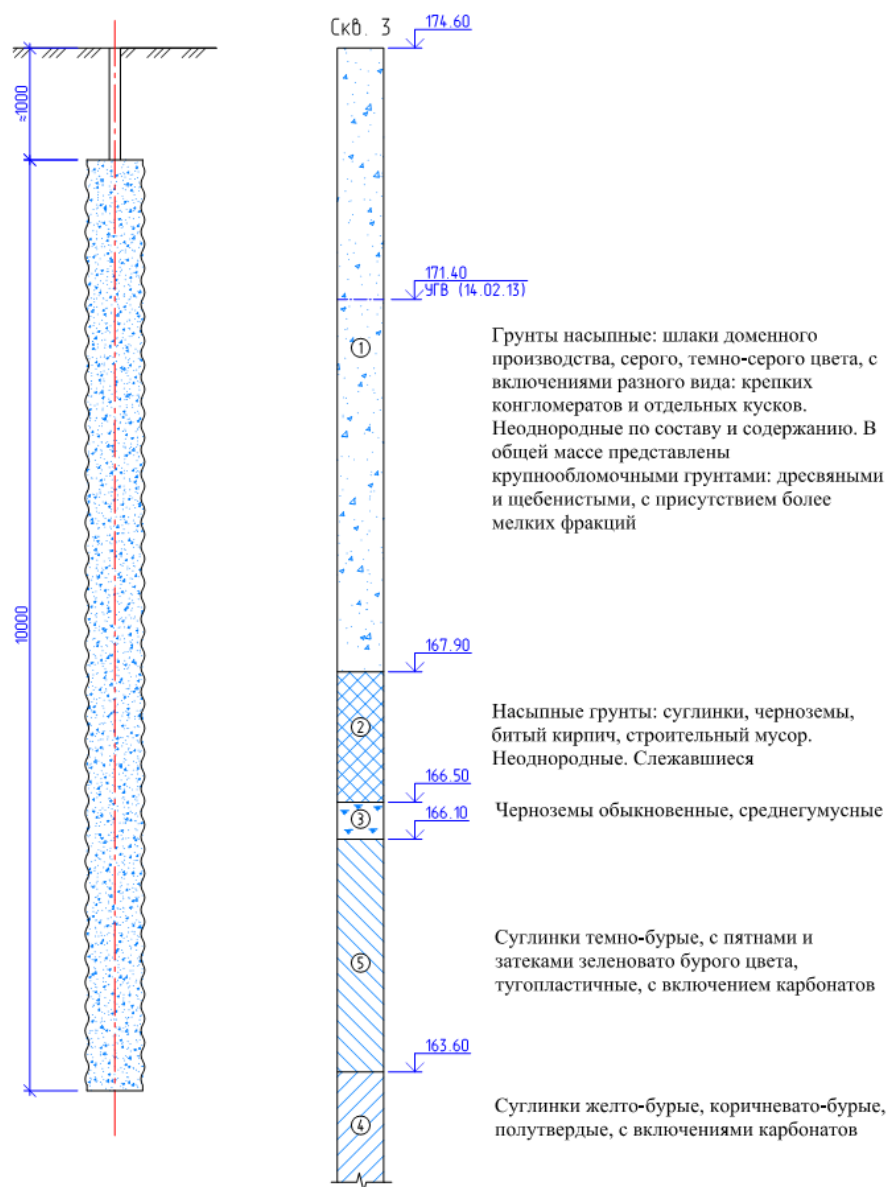 Скв. 3
174.60
≈1000
171.40
УГВ (14.02.13)
1
Грунты насыпные: шлаки доменного
производства, серого, темно-серого цвета, с
включениями разного вида: крепких
конгломератов и отдельных кусков.
Неоднородные по составу и содержанию. В
общей массе представлены
крупнообломочными грунтами: дресвяными
и щебенистыми, с присутствием более
мелких фракций
10000
167.90
2
Насыпные грунты: суглинки, черноземы,
битый кирпич, строительный мусор.
Неоднородные. Слежавшиеся
166.50
3
Черноземы обыкновенные, среднегумусные
166.10
5
Суглинки темно-бурые, с пятнами и
затеками зеленовато бурого цвета,
тугопластичные, с включением карбонатов
163.60
4
Суглинки желто-бурые, коричневато-бурые,
полутвердые, с включениями карбонатов